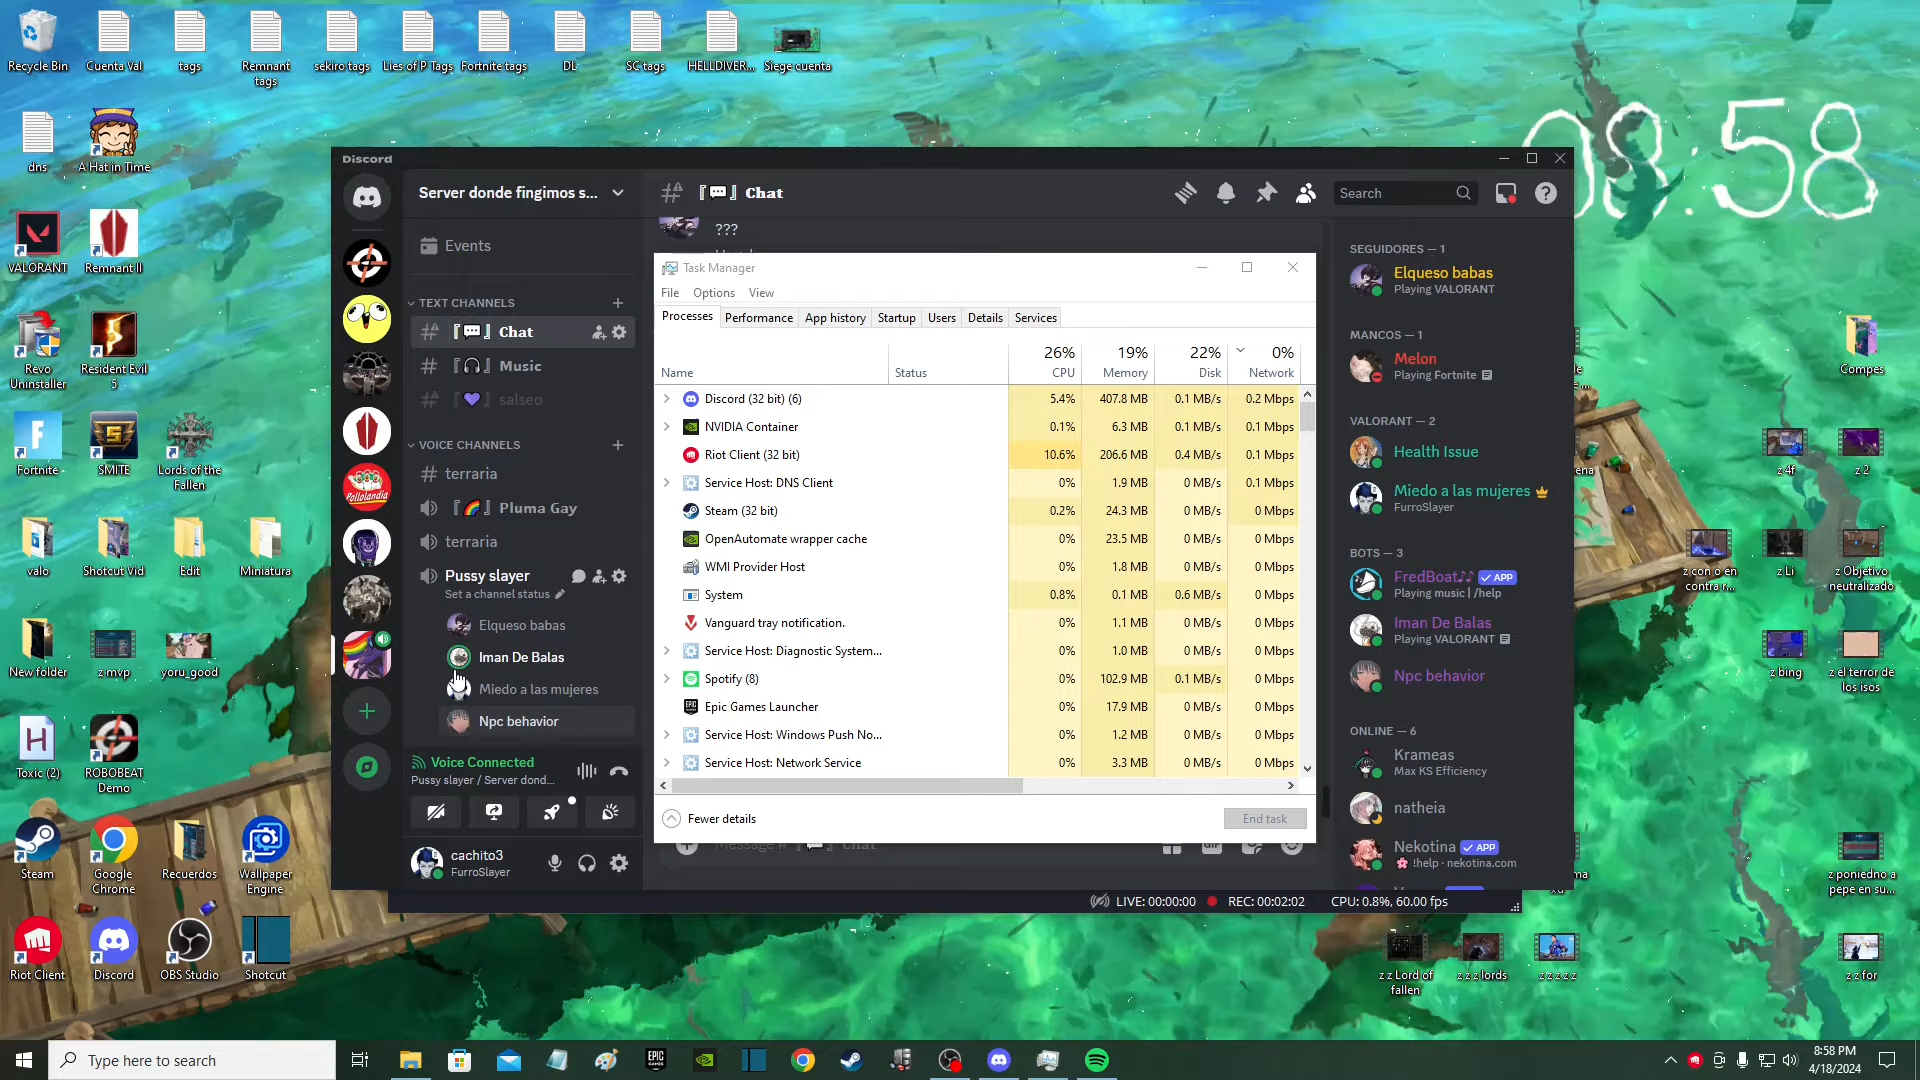 Recycle Bin
Cuenta Val
tags
Remnant
tags
sekiro tags
Lies of P Tags
Fortnite tags
DL
SC tags
HELLDIVER...
Siege cuenta
dns
A Hat in Time
08:58
VALORANT
Remnant II
Revo
Uninstaller
Resident Evil
5
Fortnite
SMITE
Lords of the
Fallen
valo
Shotcut Vid
Edit
Miniatura
New folder
z mvp
yoru_good
Toxic (2)
ROBOBEAT
Demo
Steam
Google
Chrome
Recuerdos
Wallpaper
Engine
Riot Client
Discord
OBS Studio
Shotcut
Discord
Server donde fingimos s...
Events
TEXT CHANNELS
『💬』 Chat
『🎧』 Music
『💜』 salseo
VOICE CHANNELS
terraria
『🌈』 Pluma Gay
terraria
Pussy slayer
Set a channel status
Elqueso babas
Iman De Balas
Miedo a las mujeres
Npc behavior
Voice Connected
Pussy slayer / Server dond...
cachito3
FurroSlayer
『💬』 Chat
Search
???
Task Manager
File Options View
Processes Performance App history Startup Users Details Services
26% 19% 22% 0%
Name Status CPU Memory Disk Network
Discord (32 bit) (6) 5.4% 407.8 MB 0.1 MB/s 0.2 Mbps
NVIDIA Container 0.1% 6.3 MB 0.1 MB/s 0.1 Mbps
Riot Client (32 bit) 10.6% 206.6 MB 0.4 MB/s 0.1 Mbps
Service Host: DNS Client 0% 1.9 MB 0 MB/s 0.1 Mbps
Steam (32 bit) 0.2% 24.3 MB 0 MB/s 0 Mbps
OpenAutomate wrapper cache 0% 23.5 MB 0 MB/s 0 Mbps
WMI Provider Host 0% 1.8 MB 0 MB/s 0 Mbps
System 0.8% 0.1 MB 0.6 MB/s 0 Mbps
Vanguard tray notification. 0% 1.1 MB 0 MB/s 0 Mbps
Service Host: Diagnostic System... 0% 1.0 MB 0 MB/s 0 Mbps
Spotify (8) 0% 102.9 MB 0.1 MB/s 0 Mbps
Epic Games Launcher 0% 17.9 MB 0 MB/s 0 Mbps
Service Host: Windows Push No... 0% 1.2 MB 0 MB/s 0 Mbps
Service Host: Network Service 0% 3.3 MB 0 MB/s 0 Mbps
Fewer details
End task
Message # 『💬』 Chat
SEGUIDORES — 1
Elqueso babas
Playing VALORANT
MANCOS — 1
Melon
Playing Fortnite
VALORANT — 2
Health Issue
Miedo a las mujeres
FurroSlayer
BOTS — 3
FredBoat♪♪ APP
Playing music | /help
Iman De Balas
Playing VALORANT
Npc behavior
ONLINE — 6
Krameas
Max KS Efficiency
natheia
Nekotina APP
!help · nekotina.com
LIVE: 00:00:00 REC: 00:02:02 CPU: 0.8%, 60.00 fps
Compes
z 4f
z 2
z con o en
contra r...
z Li
z Objetivo
neutralizado
z bing
z el terror de
los isos
z poniedno a
pepe en su...
z z Lord of
fallen
z z z lords
z z z z z
z z for
Type here to search
8:58 PM
4/18/2024